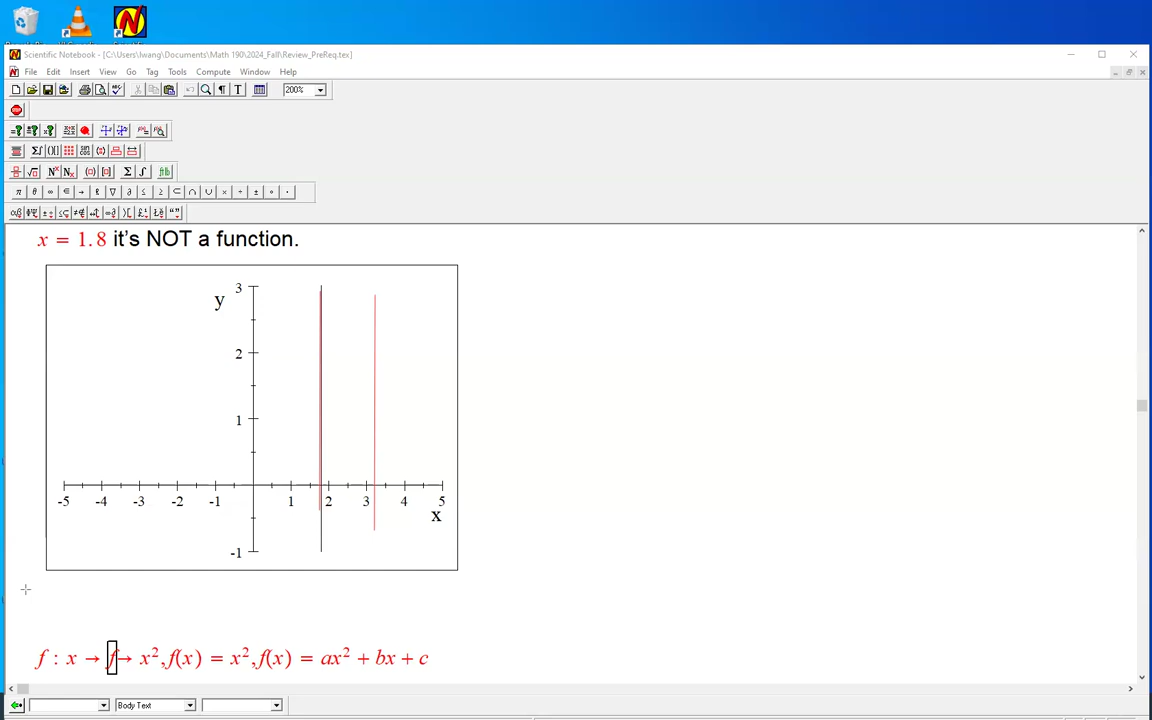 Scientific Notebook - [C:\Users\lwang\Documents\Math 190\2024_Fall\Review_PreReq.tex]
File Edit Insert View Go Tag Tools Compute Window Help
200%
x = 1.8 it's NOT a function.
y
3
2
1
-5 -4 -3 -2 -1 1 2 3 4 5
x
-1
f : x → f→ x², f(x) = x², f(x) = ax² + bx + c
Body Text